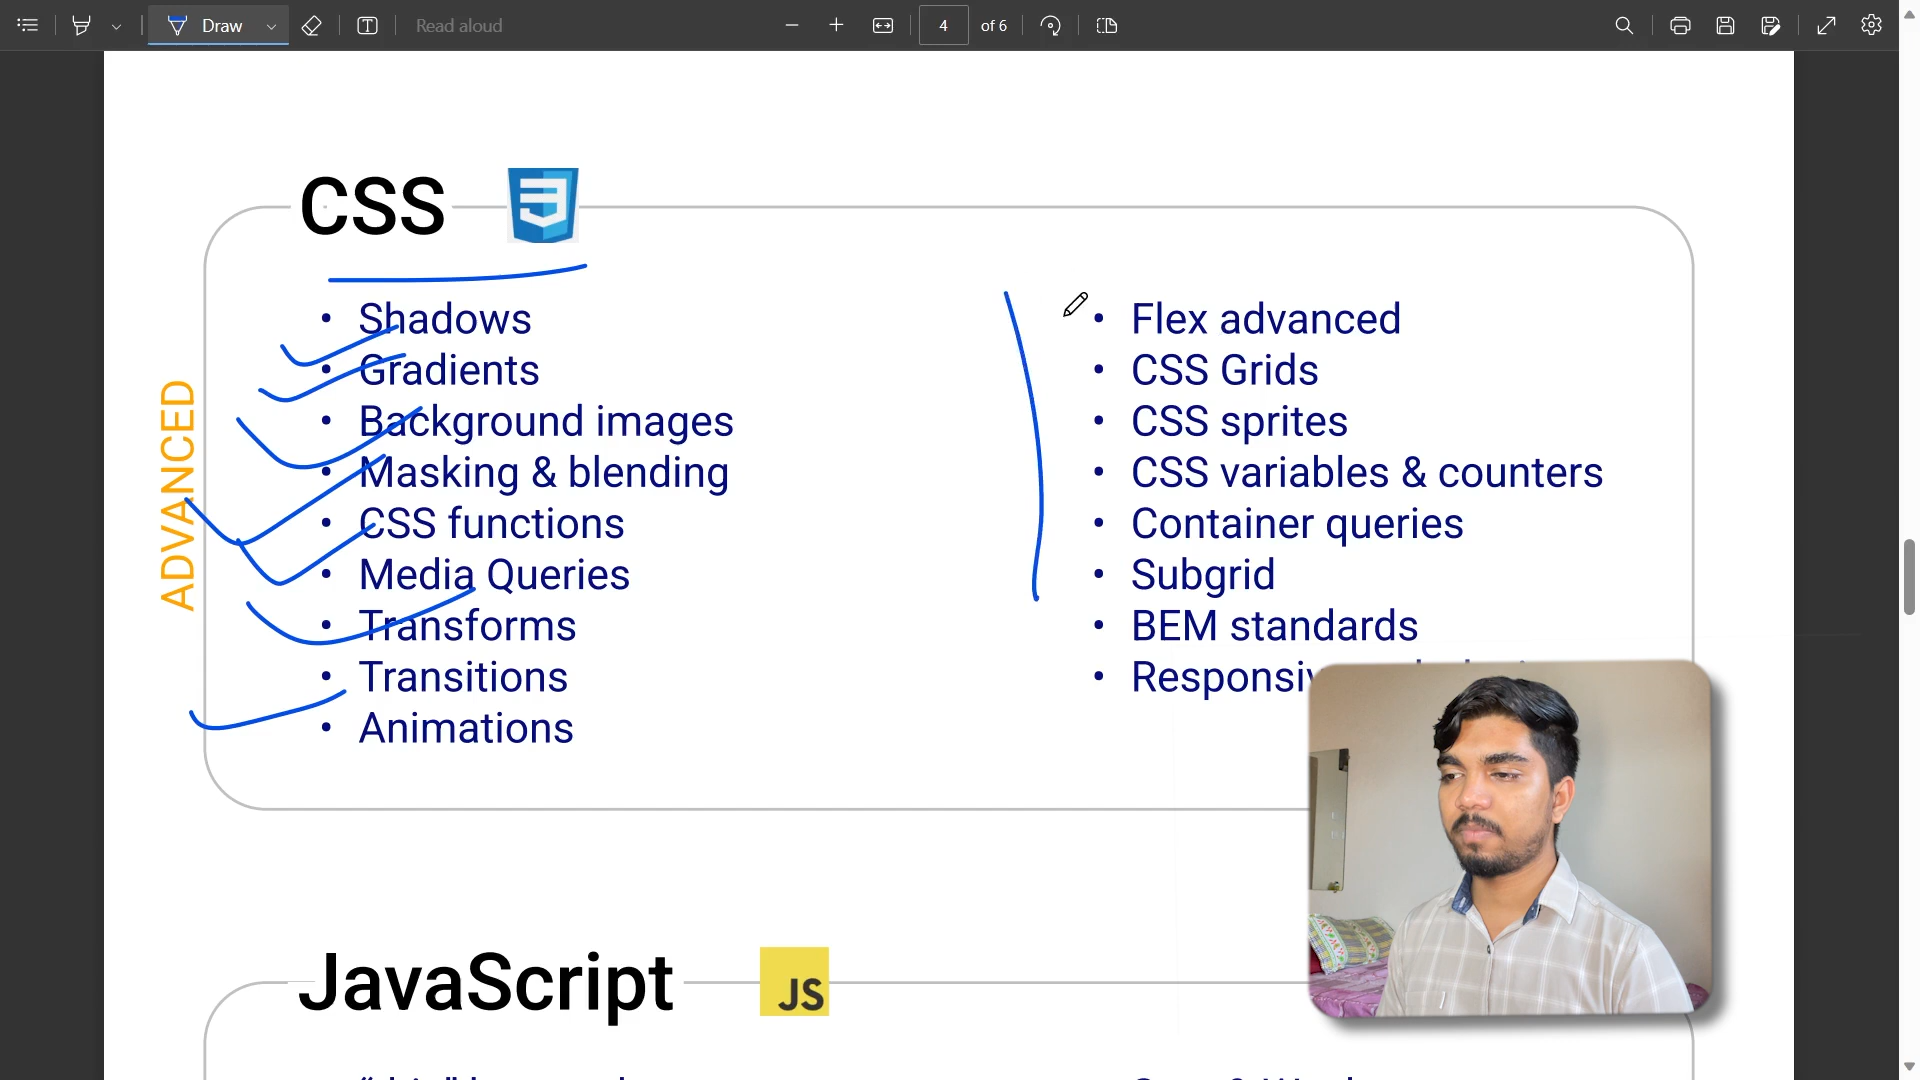 Draw
Read aloud
4
of 6
CSS
ADVANCED
• Shadows
• Gradients
• Background images
• Masking & blending
• CSS functions
• Media Queries
• Transforms
• Transitions
• Animations
• Flex advanced
• CSS Grids
• CSS sprites
• CSS variables & counters
• Container queries
• Subgrid
• BEM standards
JavaScript
JS